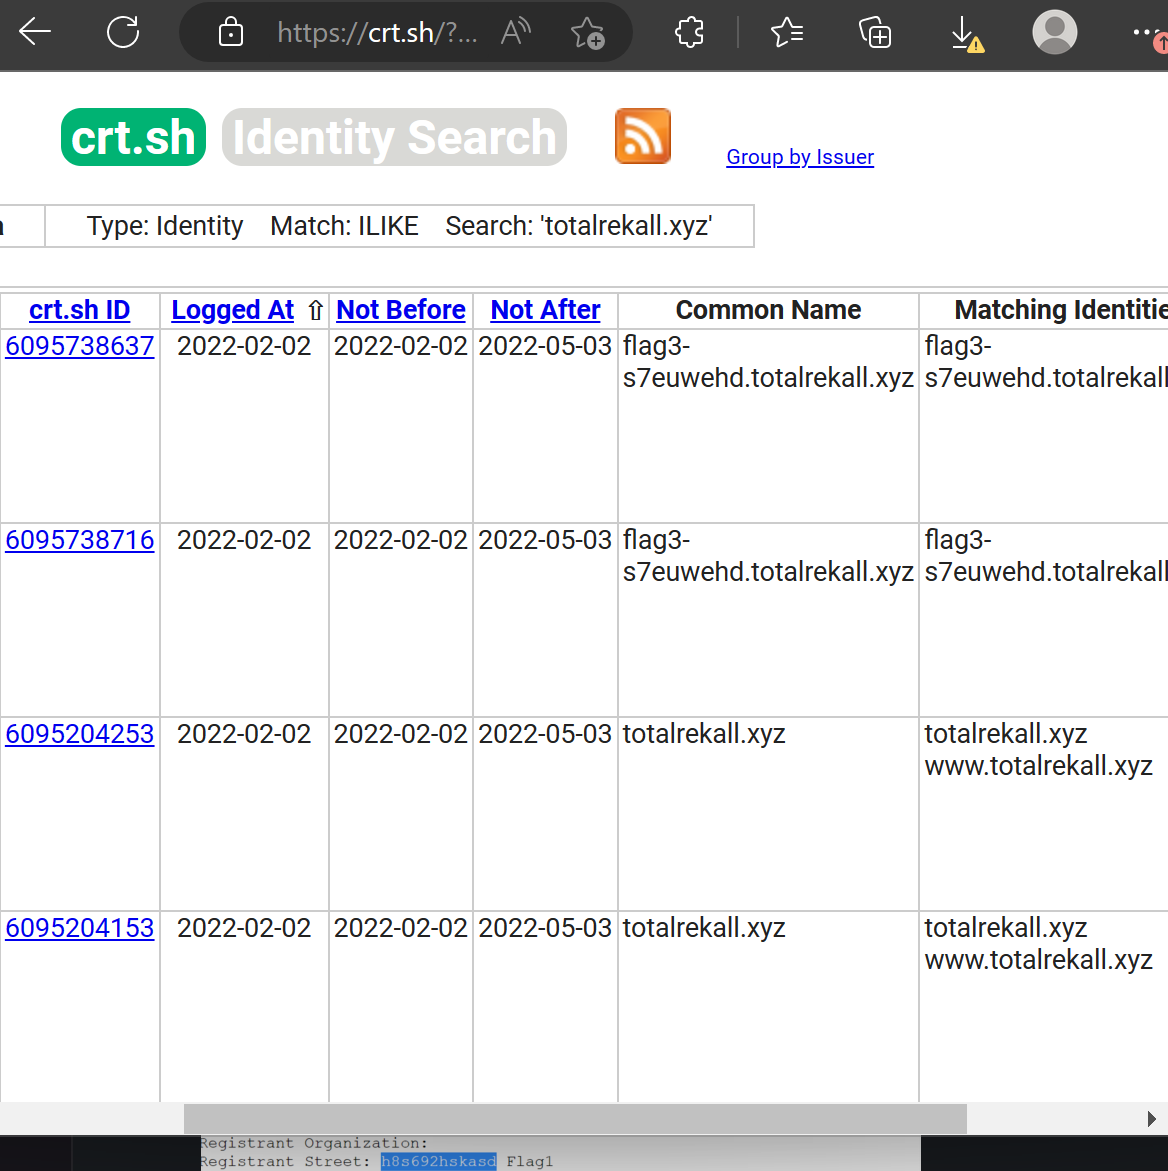 https://crt.sh/?...
crt.sh Identity Search
Group by Issuer
Type: Identity Match: ILIKE Search: 'totalrekall.xyz'
crt.sh ID Logged At ⇧ Not Before Not After Common Name Matching Identitie
6095738637 2022-02-02 2022-02-02 2022-05-03 flag3- flag3-
s7euwehd.totalrekall.xyz s7euwehd.totalrekall
6095738716 2022-02-02 2022-02-02 2022-05-03 flag3- flag3-
s7euwehd.totalrekall.xyz s7euwehd.totalrekall
6095204253 2022-02-02 2022-02-02 2022-05-03 totalrekall.xyz totalrekall.xyz
www.totalrekall.xyz
6095204153 2022-02-02 2022-02-02 2022-05-03 totalrekall.xyz totalrekall.xyz
www.totalrekall.xyz
Registrant Organization:
Registrant Street: h8s692hskasd Flag1